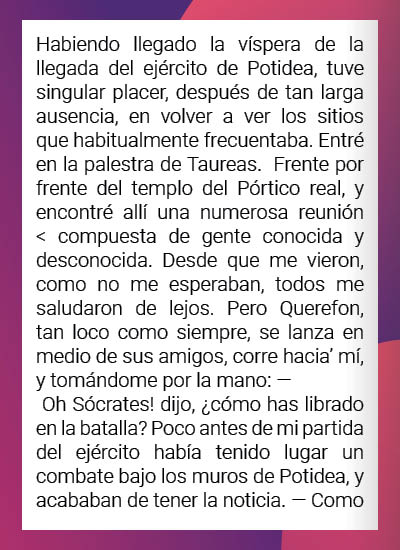 Habiendo llegado la víspera de la
llegada del ejército de Potidea, tuve
singular placer, después de tan larga
ausencia, en volver a ver los sitios
que habitualmente frecuentaba. Entré
en la palestra de Taureas.  Frente por
frente del templo del Pórtico real, y
encontré allí una numerosa reunión
< compuesta de gente conocida y
desconocida. Desde que me vieron,
como no me esperaban, todos me
saludaron de lejos. Pero Querefon,
tan loco como siempre, se lanza en
medio de sus amigos, corre hacia’ mí,
y tomándome por la mano: —
Oh Sócrates! dijo, ¿cómo has librado
en la batalla? Poco antes de mi partida
del ejército había tenido lugar un
combate bajo los muros de Potidea, y
acababan de tener la noticia. — Como